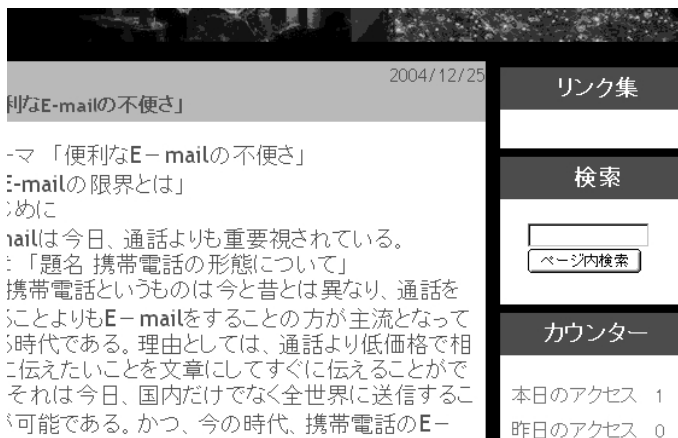 2004/12/25
利なE-mailの不便さ」
ーマ 「便利なE－mailの不便さ」
E-mailの限界とは」
じめに
mailは今日、通話よりも重要視されている。
「題名 携帯電話の形態について」
携帯電話というものは今と昔とは異なり、通話を
ることよりもE－mailをすることの方が主流となって
る時代である。理由としては、通話より低価格で相
に伝えたいことを文章にしてすぐに伝えることがで
それは今日、国内だけでなく全世界に送信するこ
が可能である。かつ、今の時代、携帯電話のE－
リンク集
検索
ページ内検索
カウンター
本日のアクセス 1
昨日のアクセス 0